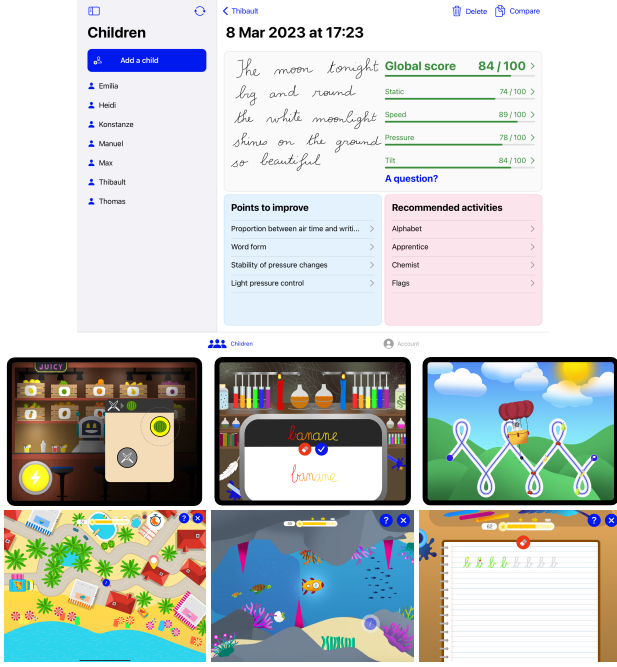 Children
Add a child
Emilia
Heidi
Konstanze
Manuel
Max
Thibault
Thomas
Thibault
Delete
Compare
8 Mar 2023 at 17:23
The moon tonight
big and round
the white moonlight
shines on the ground
so beautiful
Global score 84 / 100
Static 74 / 100
Speed 89 / 100
Pressure 78 / 100
Tilt 84 / 100
A question?
Points to improve
Proportion between air time and writi...
Word form
Stability of pressure changes
Light pressure control
Recommended activities
Alphabet
Apprentice
Chemist
Flags
Children
Account
JUICY
banane
banane
? ×
? ×
62
? ×
b b b b b b b b